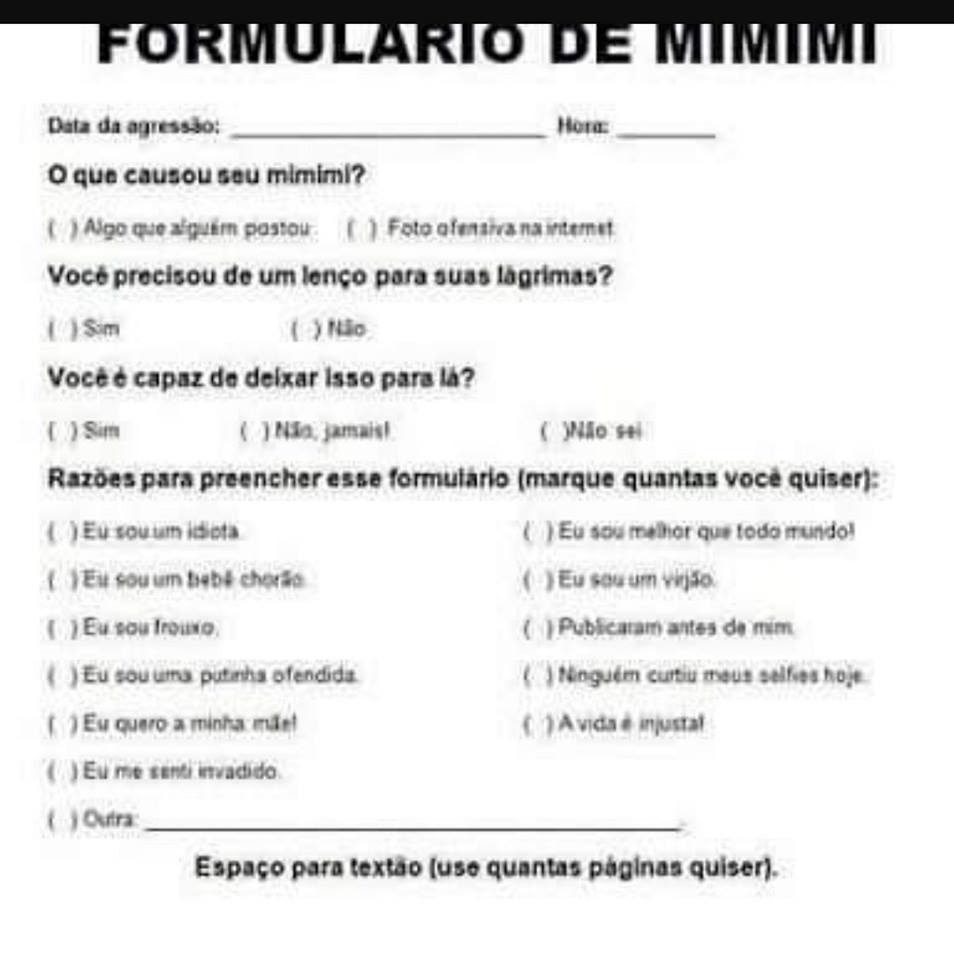 FORMULÁRIO DE MIMIMI
Data da agressão: ____________________ Hora: ______
O que causou seu mimimi?
( ) Algo que alguém postou. ( ) Foto ofensiva na internet.
Você precisou de um lenço para suas lágrimas?
( ) Sim ( ) Não
Você é capaz de deixar isso para lá?
( ) Sim ( ) Não, jamais! ( )Não sei
Razões para preencher esse formulário (marque quantas você quiser):
( ) Eu sou um idiota. ( ) Eu sou melhor que todo mundo!
( ) Eu sou um bebê chorão. ( ) Eu sou um virjão.
( ) Eu sou frouxo. ( ) Publicaram antes de mim.
( ) Eu sou uma putinha ofendida. ( ) Ninguém curtiu meus selfies hoje.
( ) Eu quero a minha mãe! ( ) A vida é injusta!
( ) Eu me senti invadido.
( ) Outra: ______________________________.
Espaço para textão (use quantas páginas quiser).